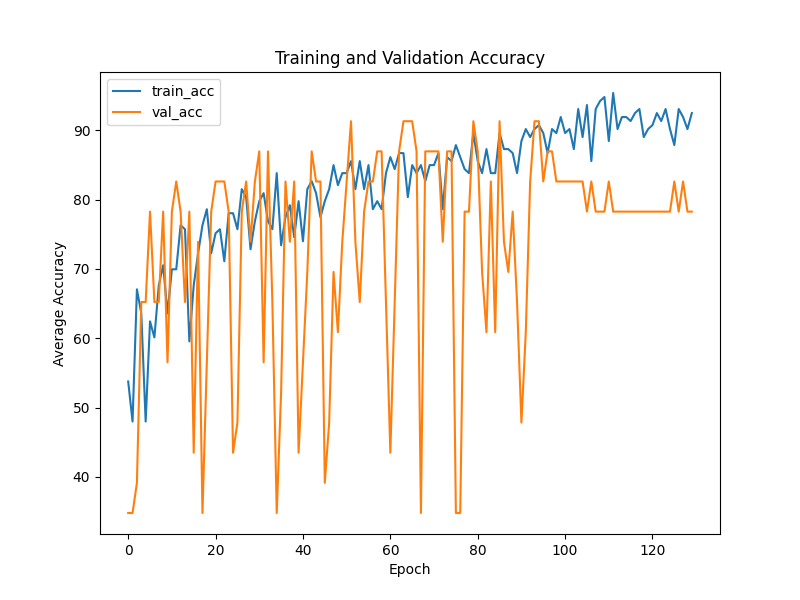 Training and Validation Accuracy
train_acc
val_acc
Average Accuracy
90
80
70
60
50
40
0 20 40 60 80 100 120
Epoch